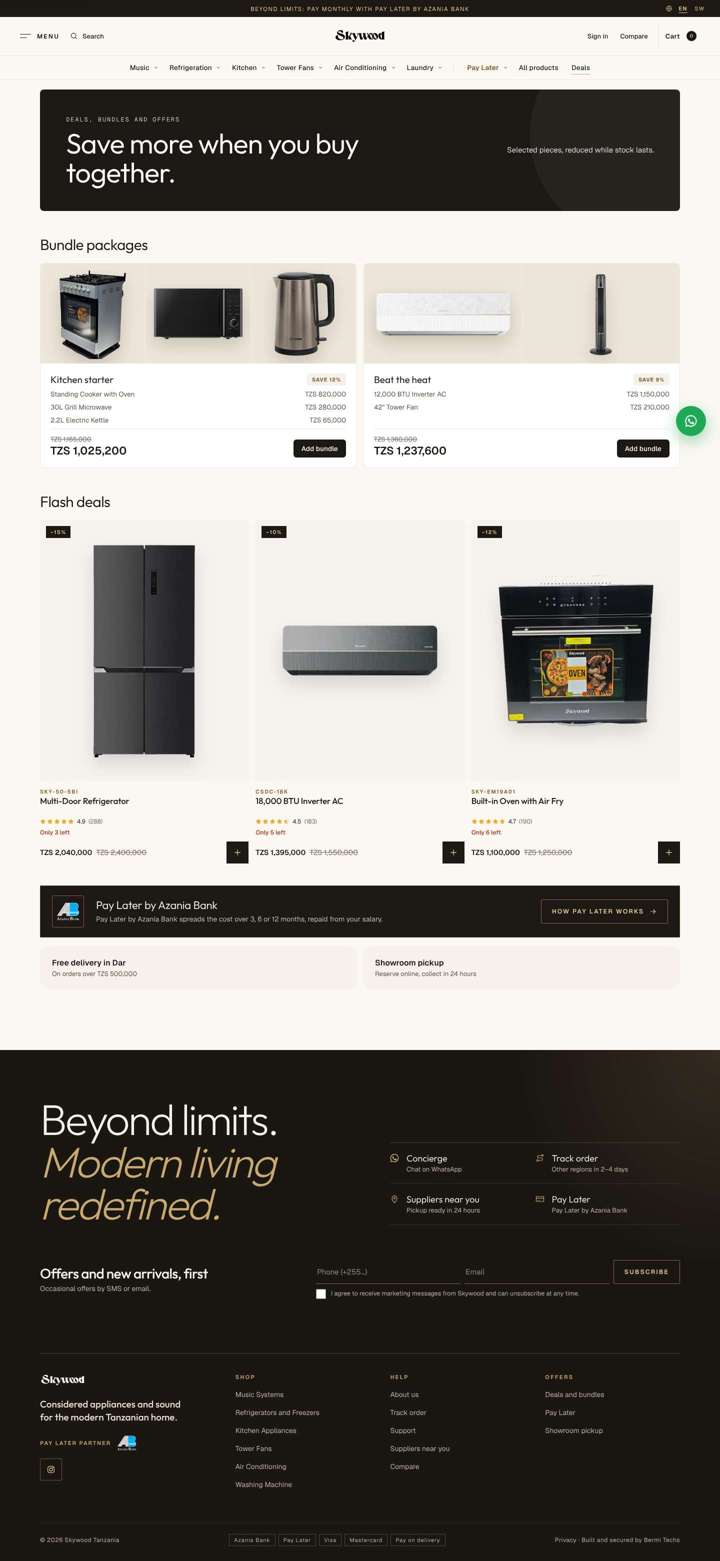 BEYOND LIMITS: PAY MONTHLY WITH PAY LATER BY AZANIA BANK
EN SW
MENU Search
Skywood
Sign in Compare Cart 0
Music Refrigeration Kitchen Tower Fans Air Conditioning Laundry Pay Later All products Deals
DEALS, BUNDLES AND OFFERS
Save more when you buy
together.
Selected pieces, reduced while stock lasts.
Bundle packages
Kitchen starter
SAVE 12%
Standing Cooker with Oven TZS 820,000
30L Grill Microwave TZS 280,000
2.2L Electric Kettle TZS 65,000
TZS 1,165,000
TZS 1,025,200
Add bundle
Beat the heat
SAVE 9%
12,000 BTU Inverter AC TZS 1,150,000
42" Tower Fan TZS 210,000
TZS 1,360,000
TZS 1,237,600
Add bundle
Flash deals
-15%
-10%
-12%
OVEN
Skywood
SKY-50-SBI
Multi-Door Refrigerator
4.9 (288)
Only 3 left
TZS 2,040,000 TZS 2,400,000
+
CSDC-18K
18,000 BTU Inverter AC
4.5 (163)
Only 5 left
TZS 1,395,000 TZS 1,550,000
+
SKY-EM19A01
Built-in Oven with Air Fry
4.7 (190)
Only 6 left
TZS 1,100,000 TZS 1,250,000
+
Azania Bank
Pay Later by Azania Bank
Pay Later by Azania Bank spreads the cost over 3, 6 or 12 months, repaid from your salary.
HOW PAY LATER WORKS →
Free delivery in Dar
On orders over TZS 500,000
Showroom pickup
Reserve online, collect in 24 hours
Beyond limits.
Modern living
redefined.
Concierge
Chat on WhatsApp
Track order
Other regions in 2–4 days
Suppliers near you
Pickup ready in 24 hours
Pay Later
Pay Later by Azania Bank
Offers and new arrivals, first
Occasional offers by SMS or email.
Phone (+255…) Email SUBSCRIBE
I agree to receive marketing messages from Skywood and can unsubscribe at any time.
Skywood
Considered appliances and sound
for the modern Tanzanian home.
PAY LATER PARTNER
Azania Bank
SHOP
Music Systems
Refrigerators and Freezers
Kitchen Appliances
Tower Fans
Air Conditioning
Washing Machine
HELP
About us
Track order
Support
Suppliers near you
Compare
OFFERS
Deals and bundles
Pay Later
Showroom pickup
© 2026 Skywood Tanzania
Azania Bank Pay Later Visa Mastercard Pay on delivery
Privacy · Built and secured by Bermi Techs